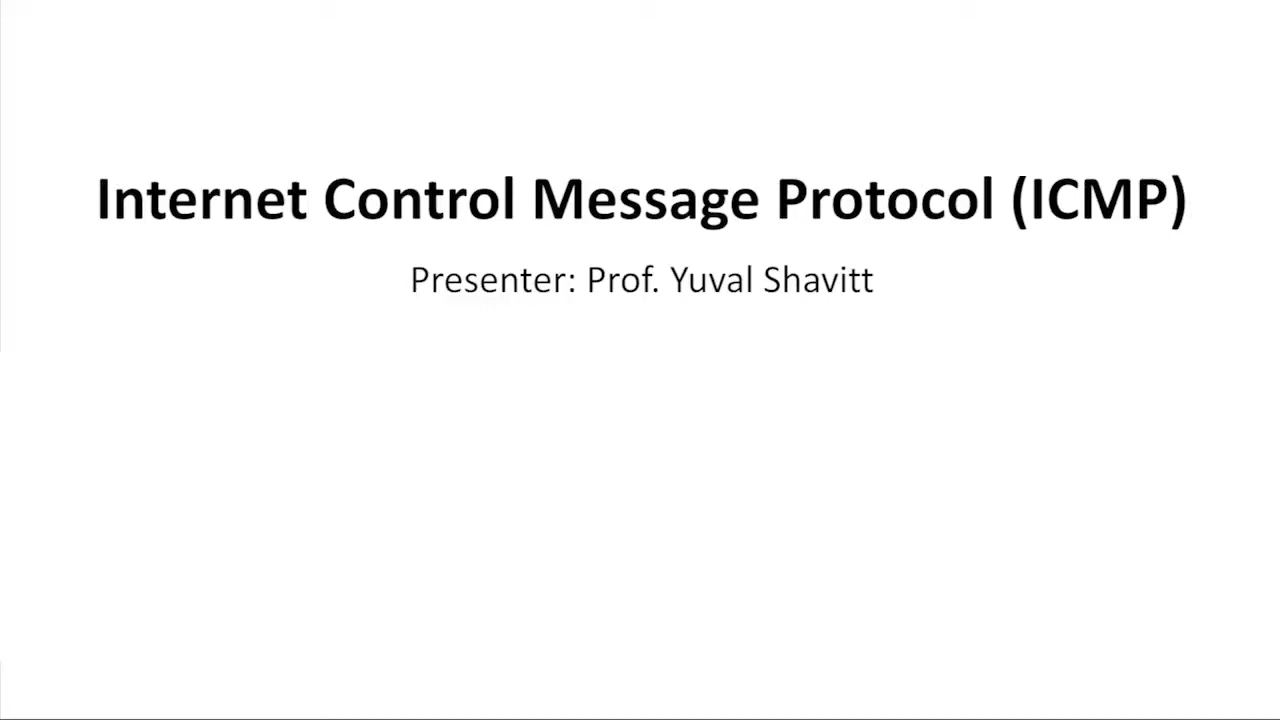 Internet Control Message Protocol (ICMP)
Presenter: Prof. Yuval Shavitt